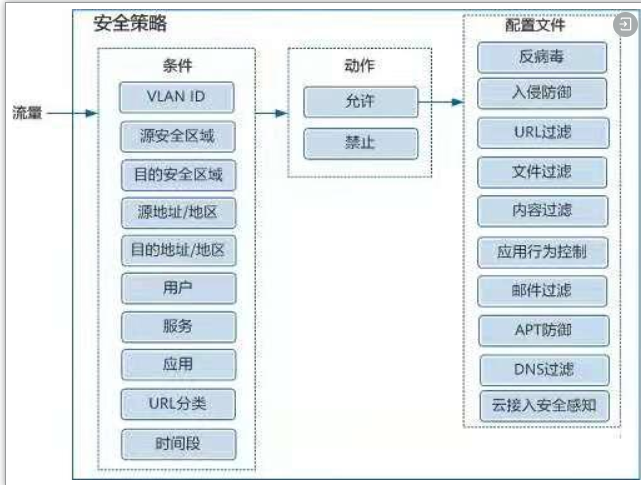 安全策略
流量
条件
VLAN ID
源安全区域
目的安全区域
源地址/地区
目的地址/地区
用户
服务
应用
URL分类
时间段
动作
允许
禁止
配置文件
反病毒
入侵防御
URL过滤
文件过滤
内容过滤
应用行为控制
邮件过滤
APT防御
DNS过滤
云接入安全感知